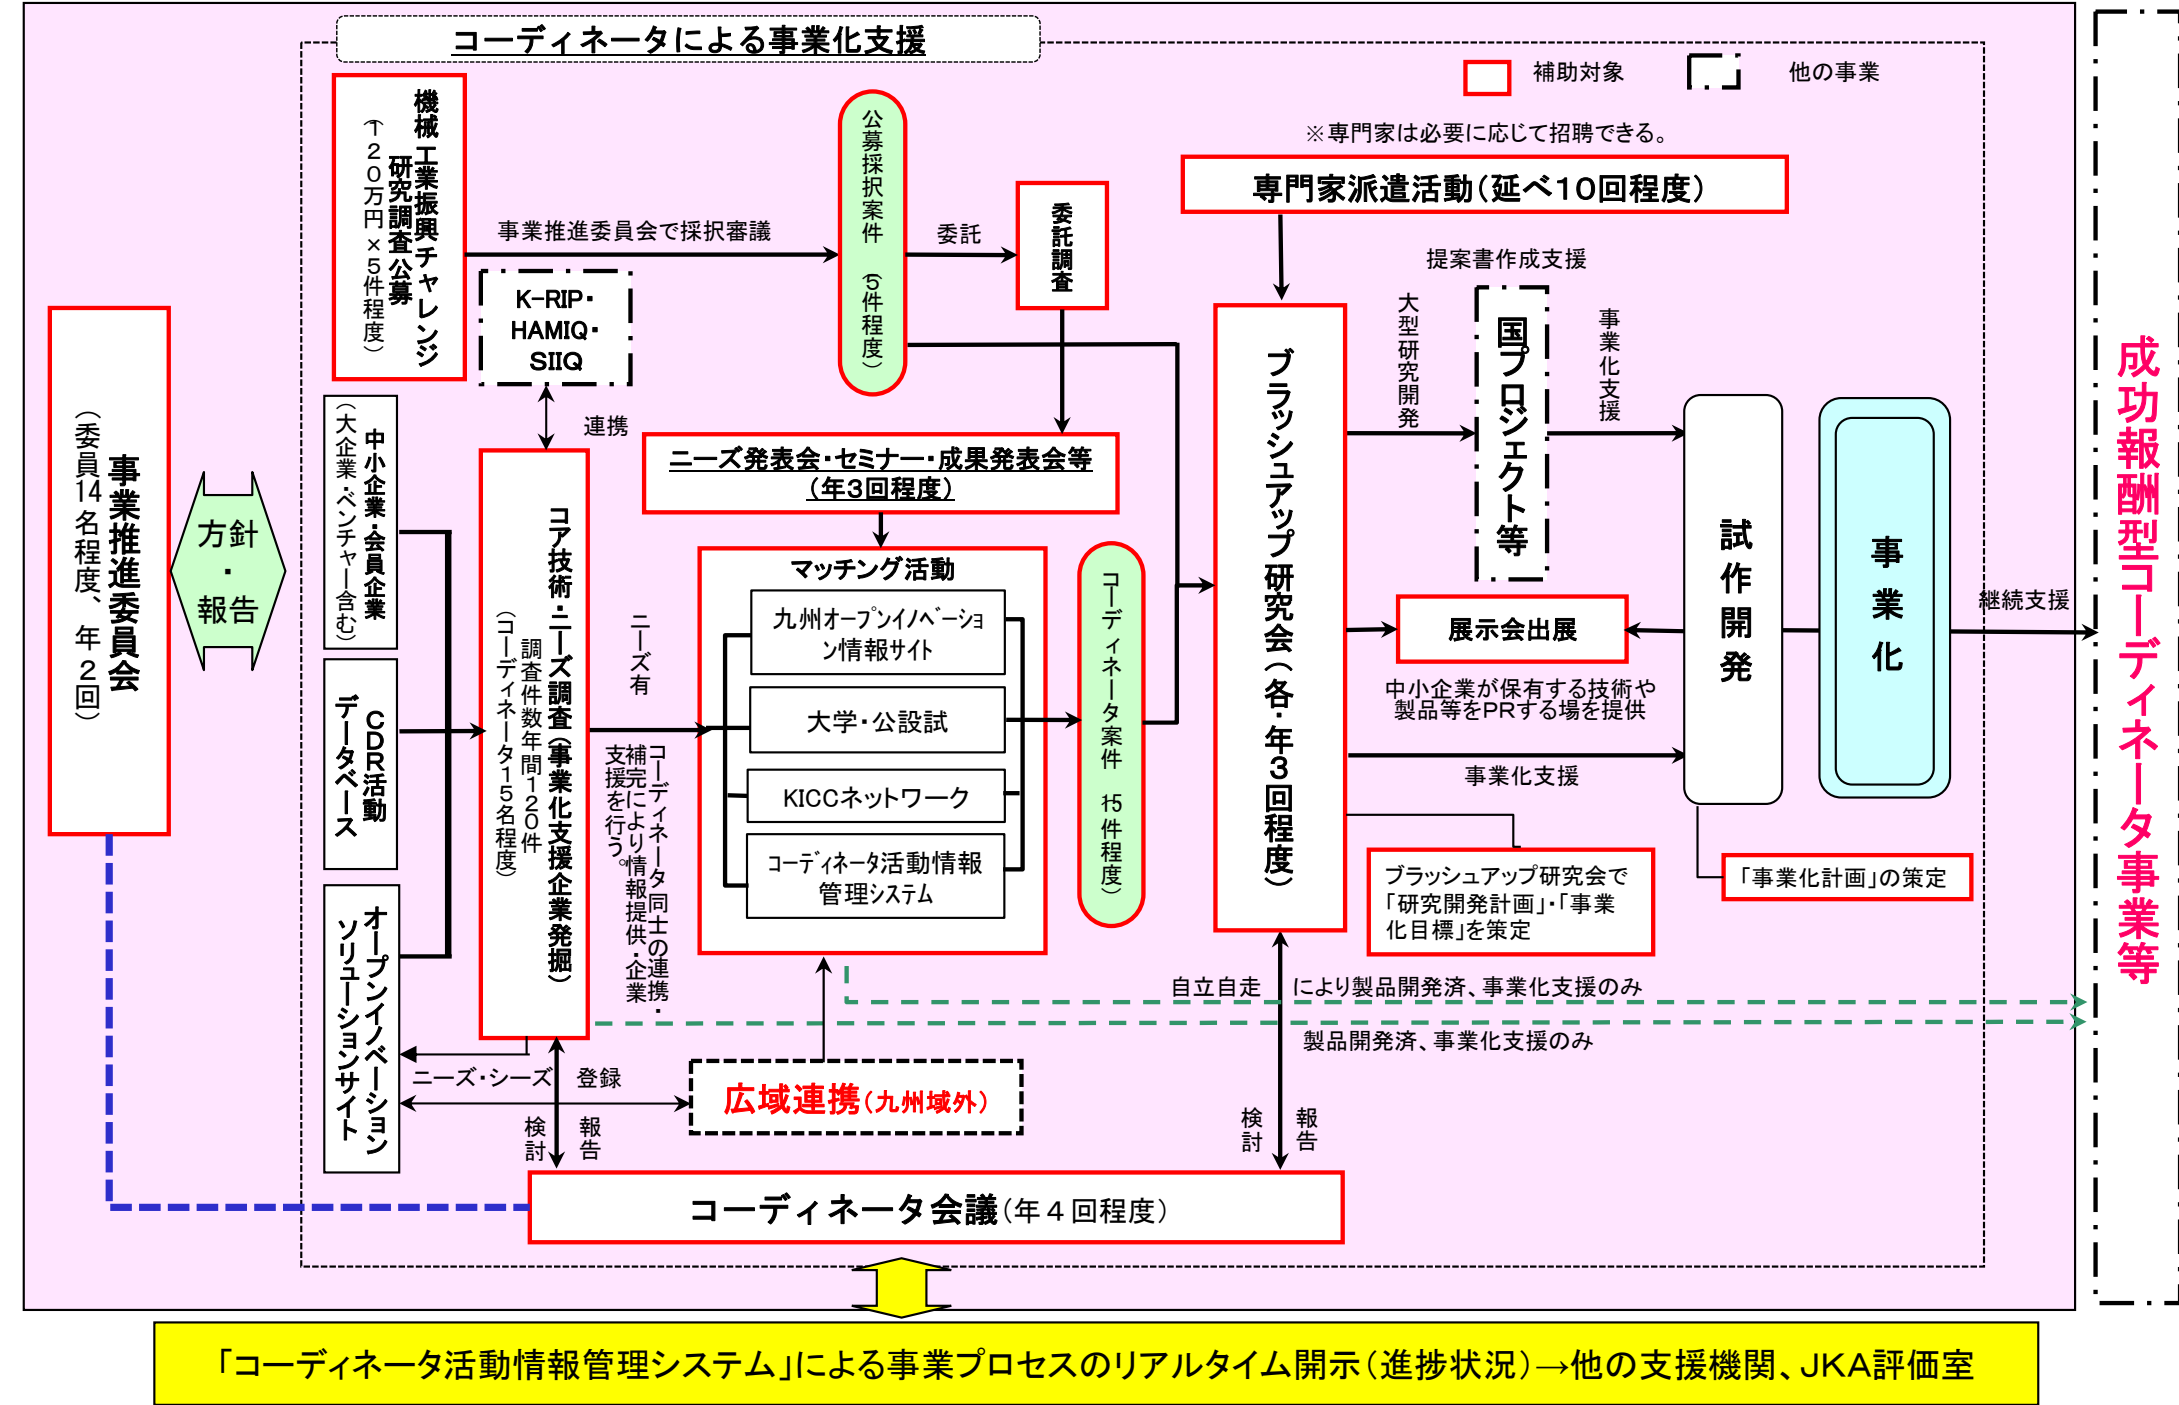 コーディネータによる事業化支援
補助対象
他の事業
※専門家は必要に応じて招聘できる。
機械工業振興チャレンジ
研究調査公募
（１２０万円×５件程度）
事業推進委員会で採択審議
公募採択案件（5件程度）
委託
委託調査
専門家派遣活動（延べ10回程度）
K-RIP・
HAMIQ・
SIIQ
連携
提案書作成支援
大型研究開発
国プロジェクト等
事業化支援
事業推進委員会
（委員14名程度、年２回）
方針
・
報告
中小企業・会員企業
（大企業・ベンチャー含む）
CDR活動
データベース
オープンイノベーション
ソリューションサイト
コア技術・ニーズ調査（事業化支援企業発掘）
調査件数年間１２０件
（コーディネータ１５名程度）
ニーズ発表会・セミナー・成果発表会等
（年3回程度）
ニーズ有
コーディネータ同士の連携・
補完により情報提供・企業
支援を行う。
マッチング活動
九州オープンイノベーショ
ン情報サイト
大学・公設試
KICCネットワーク
コーディネータ活動情報
管理システム
コーディネータ案件（15件程度）
ブラッシュアップ研究会（各・年３回程度）
展示会出展
中小企業が保有する技術や
製品等をPRする場を提供
事業化支援
試作開発
事業化
継続支援
成功報酬型コーディネータ事業等
ブラッシュアップ研究会で
「研究開発計画」・「事業
化目標」を策定
「事業化計画」の策定
自立自走　により製品開発済、事業化支援のみ
製品開発済、事業化支援のみ
ニーズ・シーズ　登録
広域連携（九州域外）
検討　報告
検討　報告
コーディネータ会議（年４回程度）
「コーディネータ活動情報管理システム」による事業プロセスのリアルタイム開示（進捗状況）→他の支援機関、JKA評価室